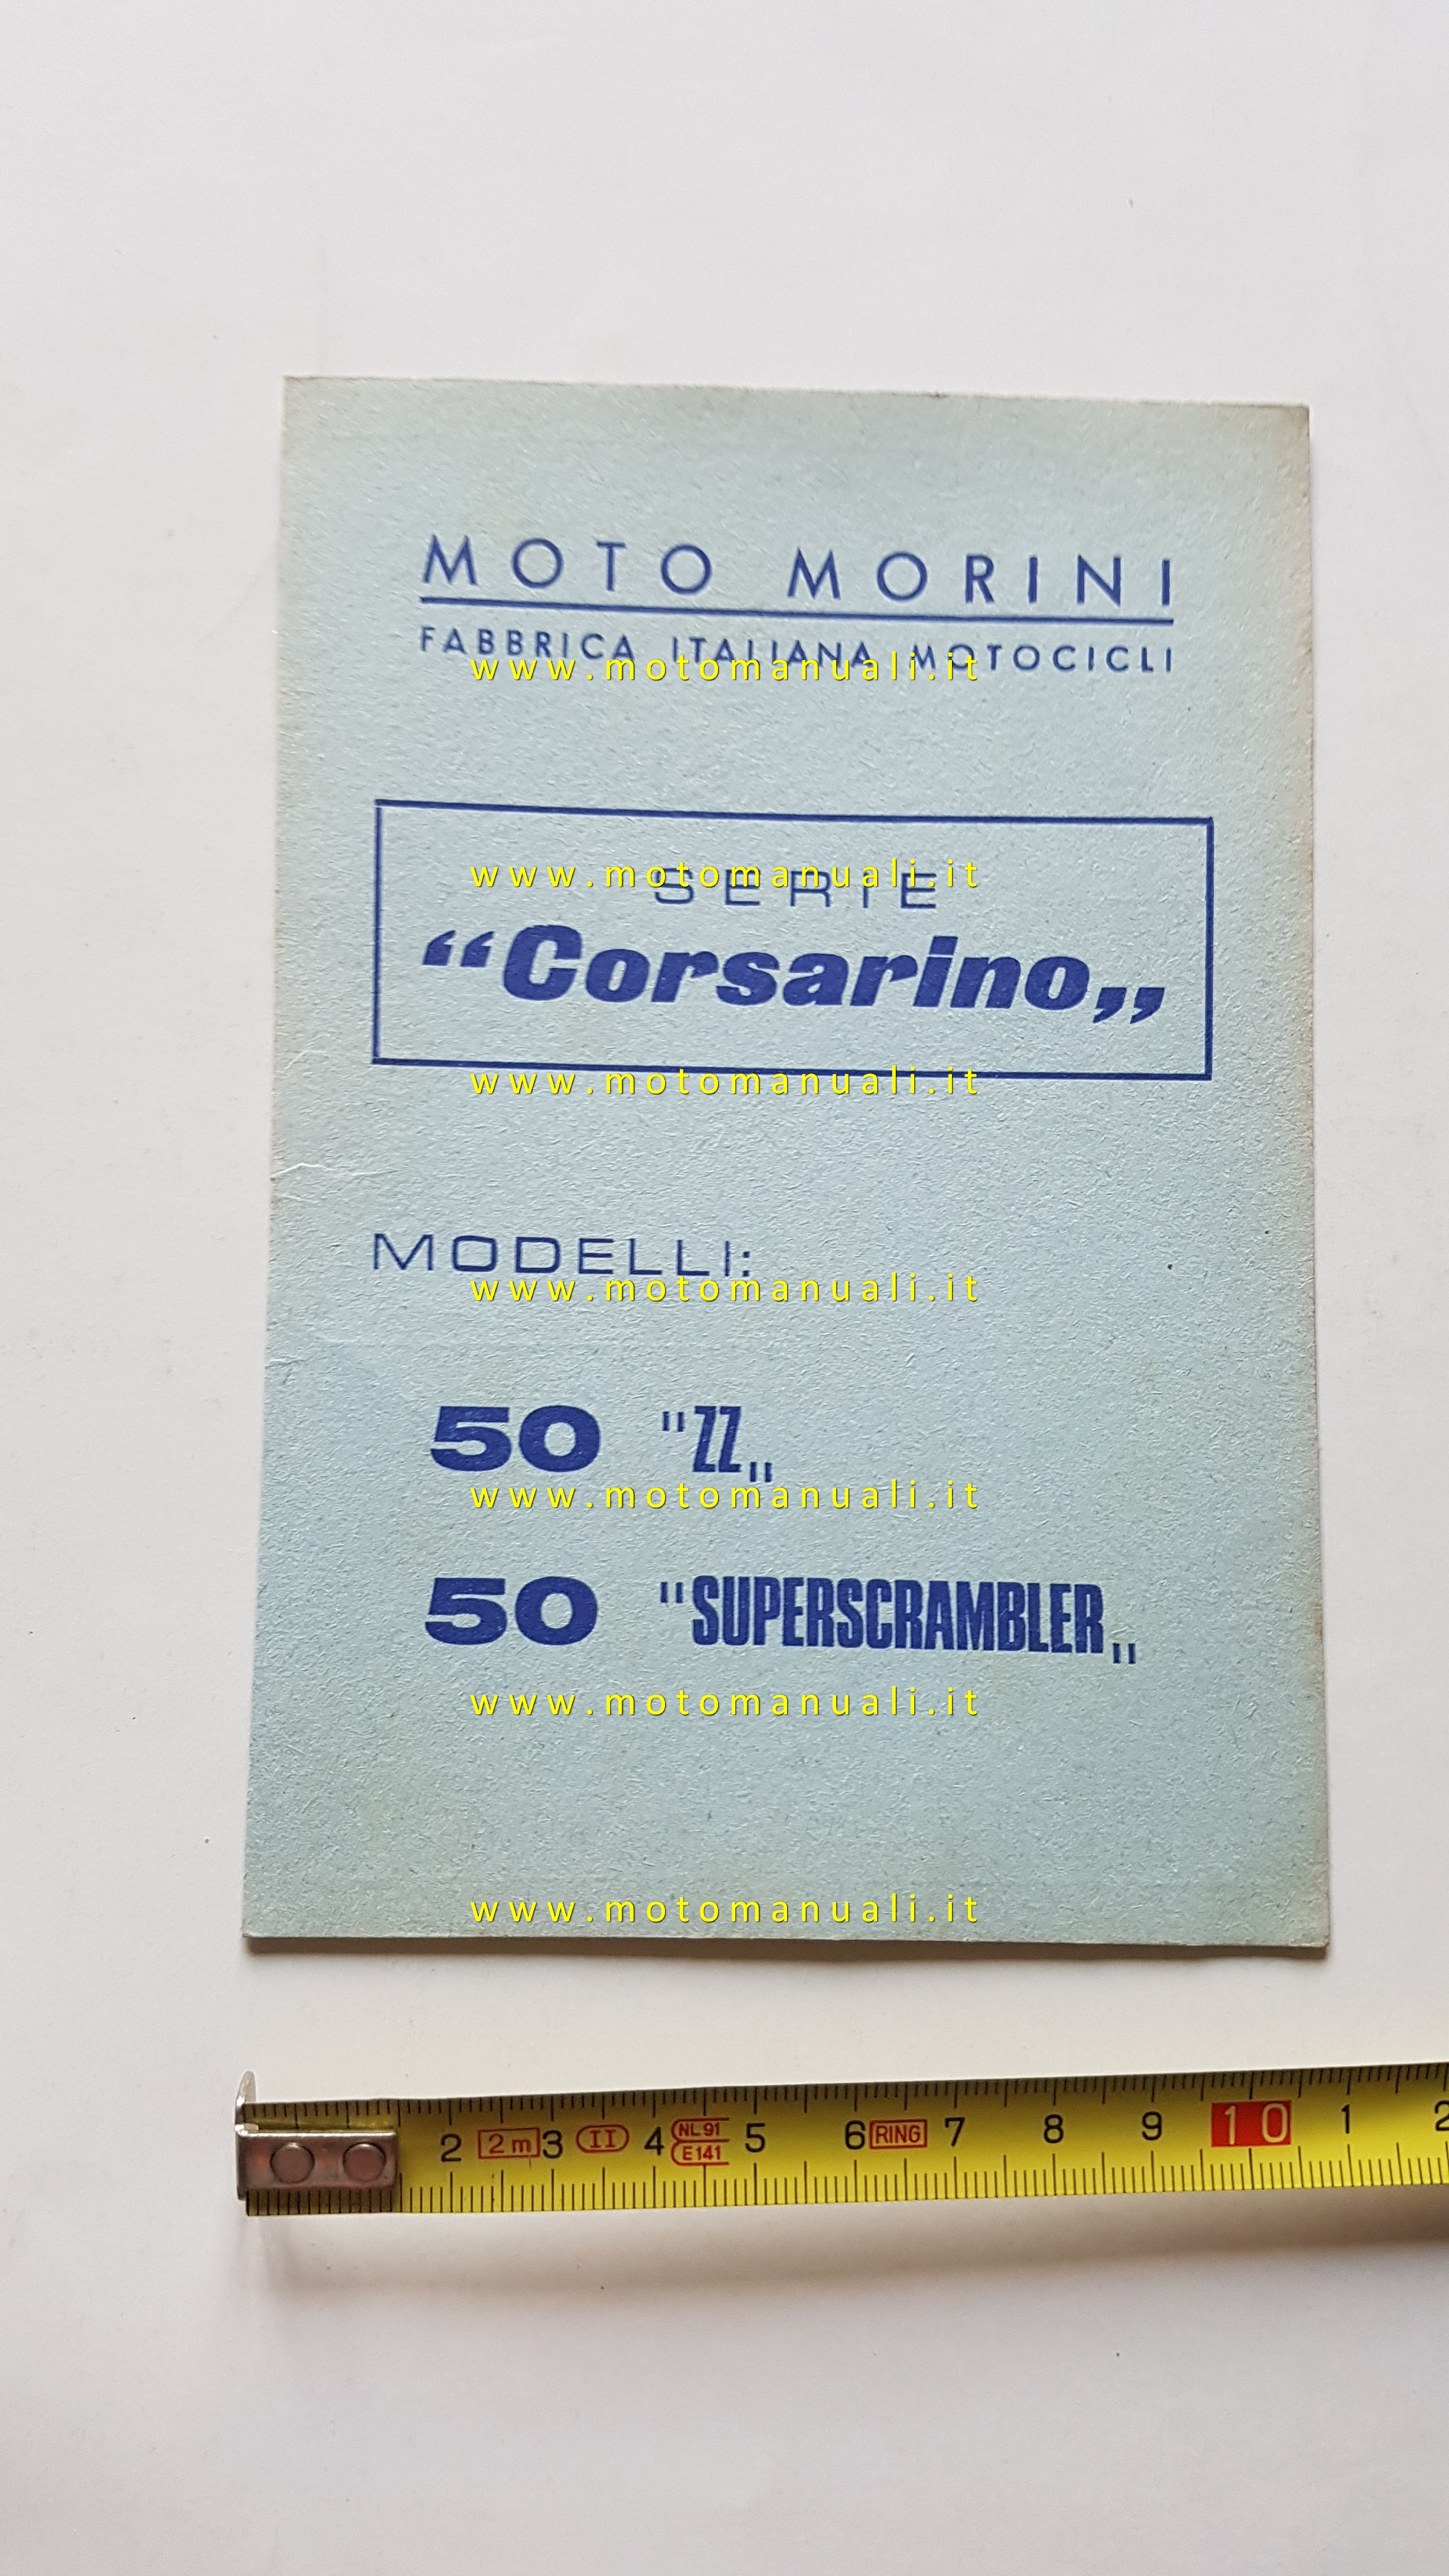 MOTO MORINI
FABBRICA ITALIANA MOTOCICLI
www.motomanuali.it
www.motomanuali.it
SERIE
“Corsarino„
www.motomanuali.it
MODELLI:
www.motomanuali.it
50 "ZZ„
www.motomanuali.it
50 "SUPERSCRAMBLER„
www.motomanuali.it
www.motomanuali.it
2 2m 3 II 4 NL91 E141 5 6 RING 7 8 9 10 1 2